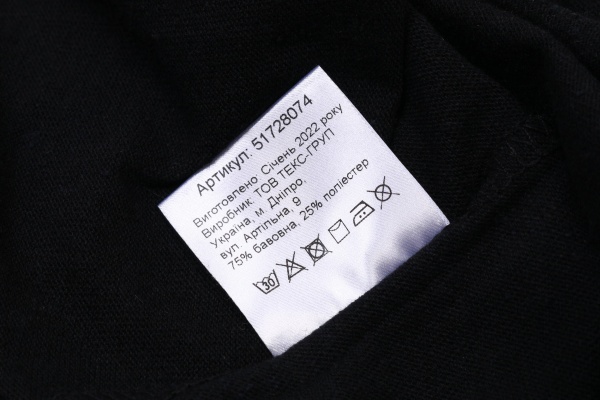 Артикул: 51728074
Виготовлено: Січень 2022 року
Виробник: ТОВ ТЕКС-ГРУП
Україна, м. Дніпро,
вул. Артільна, 9
75% бавовна, 25% поліестер
30